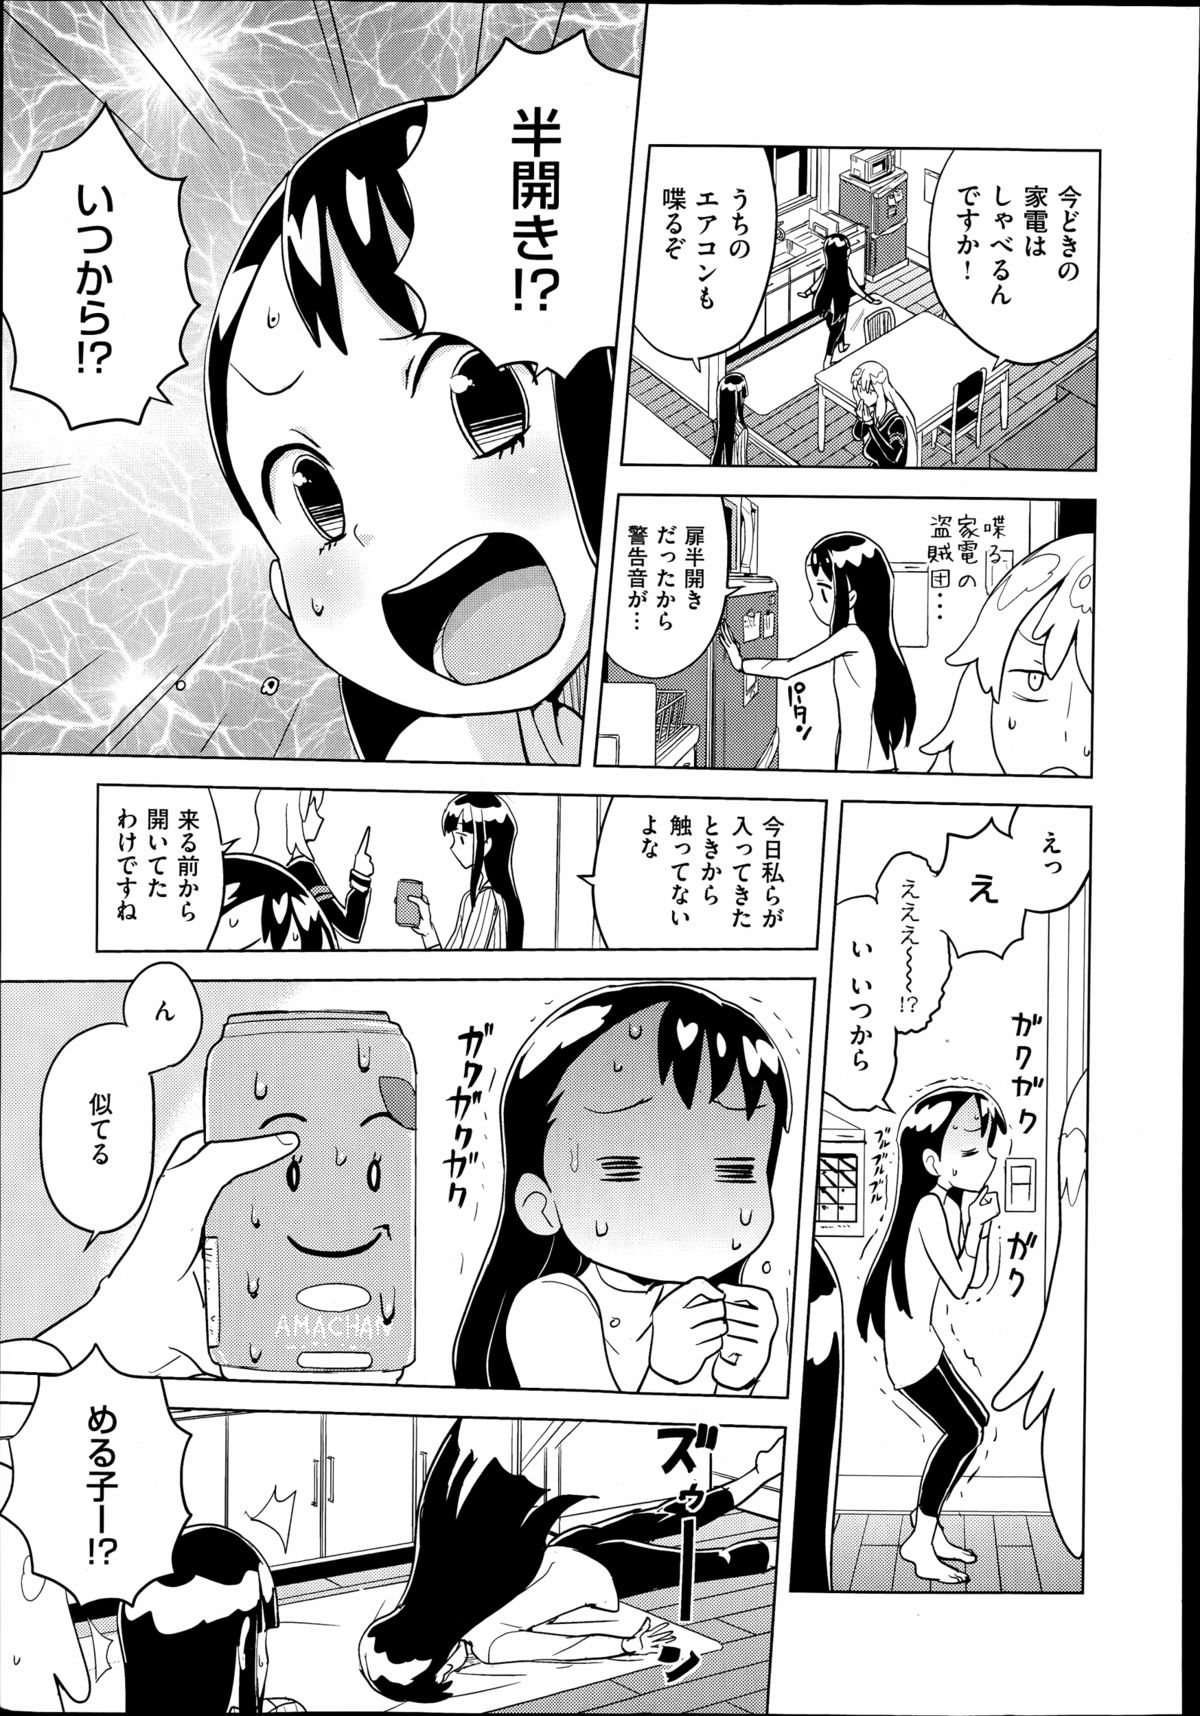 今どきの
家電は
しゃべるん
ですか！
うちの
エアコンも
喋るぞ
喋る
家電の
盗賊団…
扉半開き
だったから
警告音が…
パタン
半開き!?
いつから!?
えっ
え
えええ〜〜〜!?
い いつから
ガクガク
ガク
ブルブルブル
今日私らが
入ってきた
ときから
触ってない
よな
来る前から
開いてた
わけですね
ガクガクガク
ん
似てる
AMACHAN
ズゥーー
める子ー!?